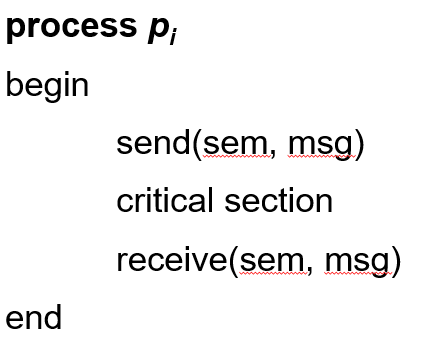 process pi
begin
send(sem, msg)
critical section
receive(sem, msg)
end